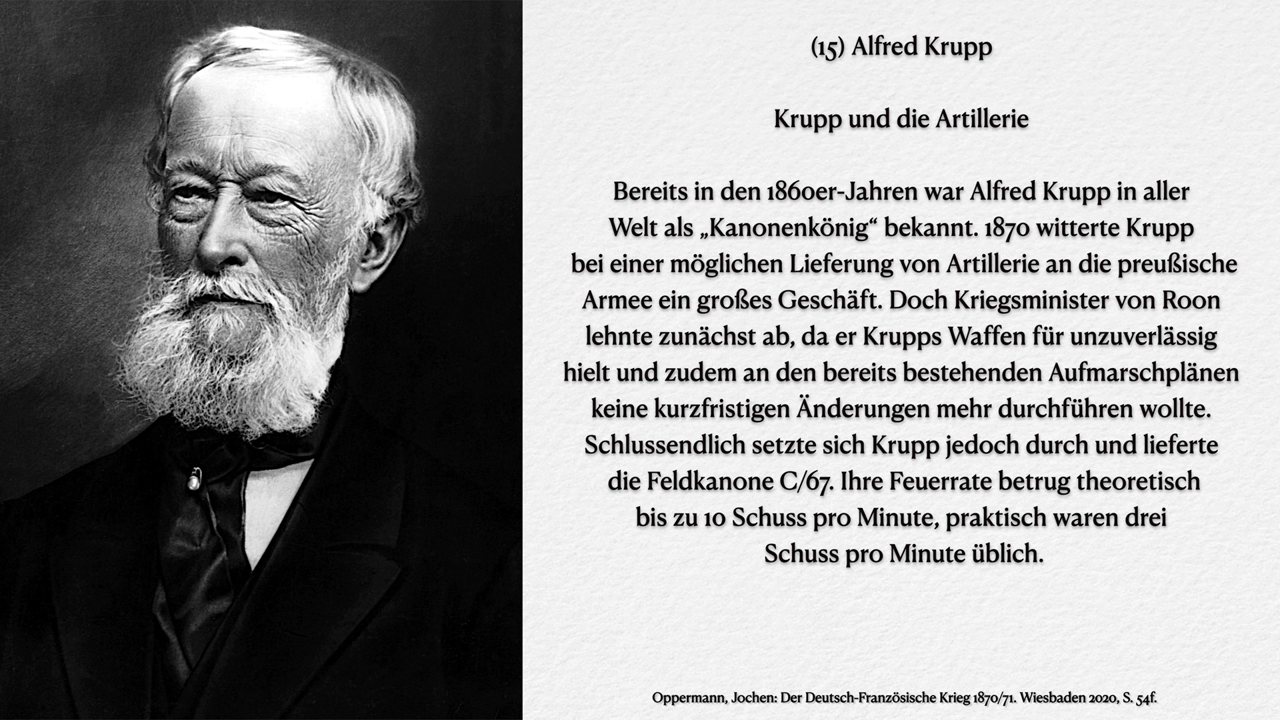 (15) Alfred Krupp
Krupp und die Artillerie
Bereits in den 1860er-Jahren war Alfred Krupp in aller
Welt als „Kanonenkönig“ bekannt. 1870 witterte Krupp
bei einer möglichen Lieferung von Artillerie an die preußische
Armee ein großes Geschäft. Doch Kriegsminister von Roon
lehnte zunächst ab, da er Krupps Waffen für unzuverlässig
hielt und zudem an den bereits bestehenden Aufmarschplänen
keine kurzfristigen Änderungen mehr durchführen wollte.
Schlussendlich setzte sich Krupp jedoch durch und lieferte
die Feldkanone C/67. Ihre Feuerrate betrug theoretisch
bis zu 10 Schuss pro Minute, praktisch waren drei
Schuss pro Minute üblich.
Oppermann, Jochen: Der Deutsch-Französische Krieg 1870/71. Wiesbaden 2020, S. 54f.